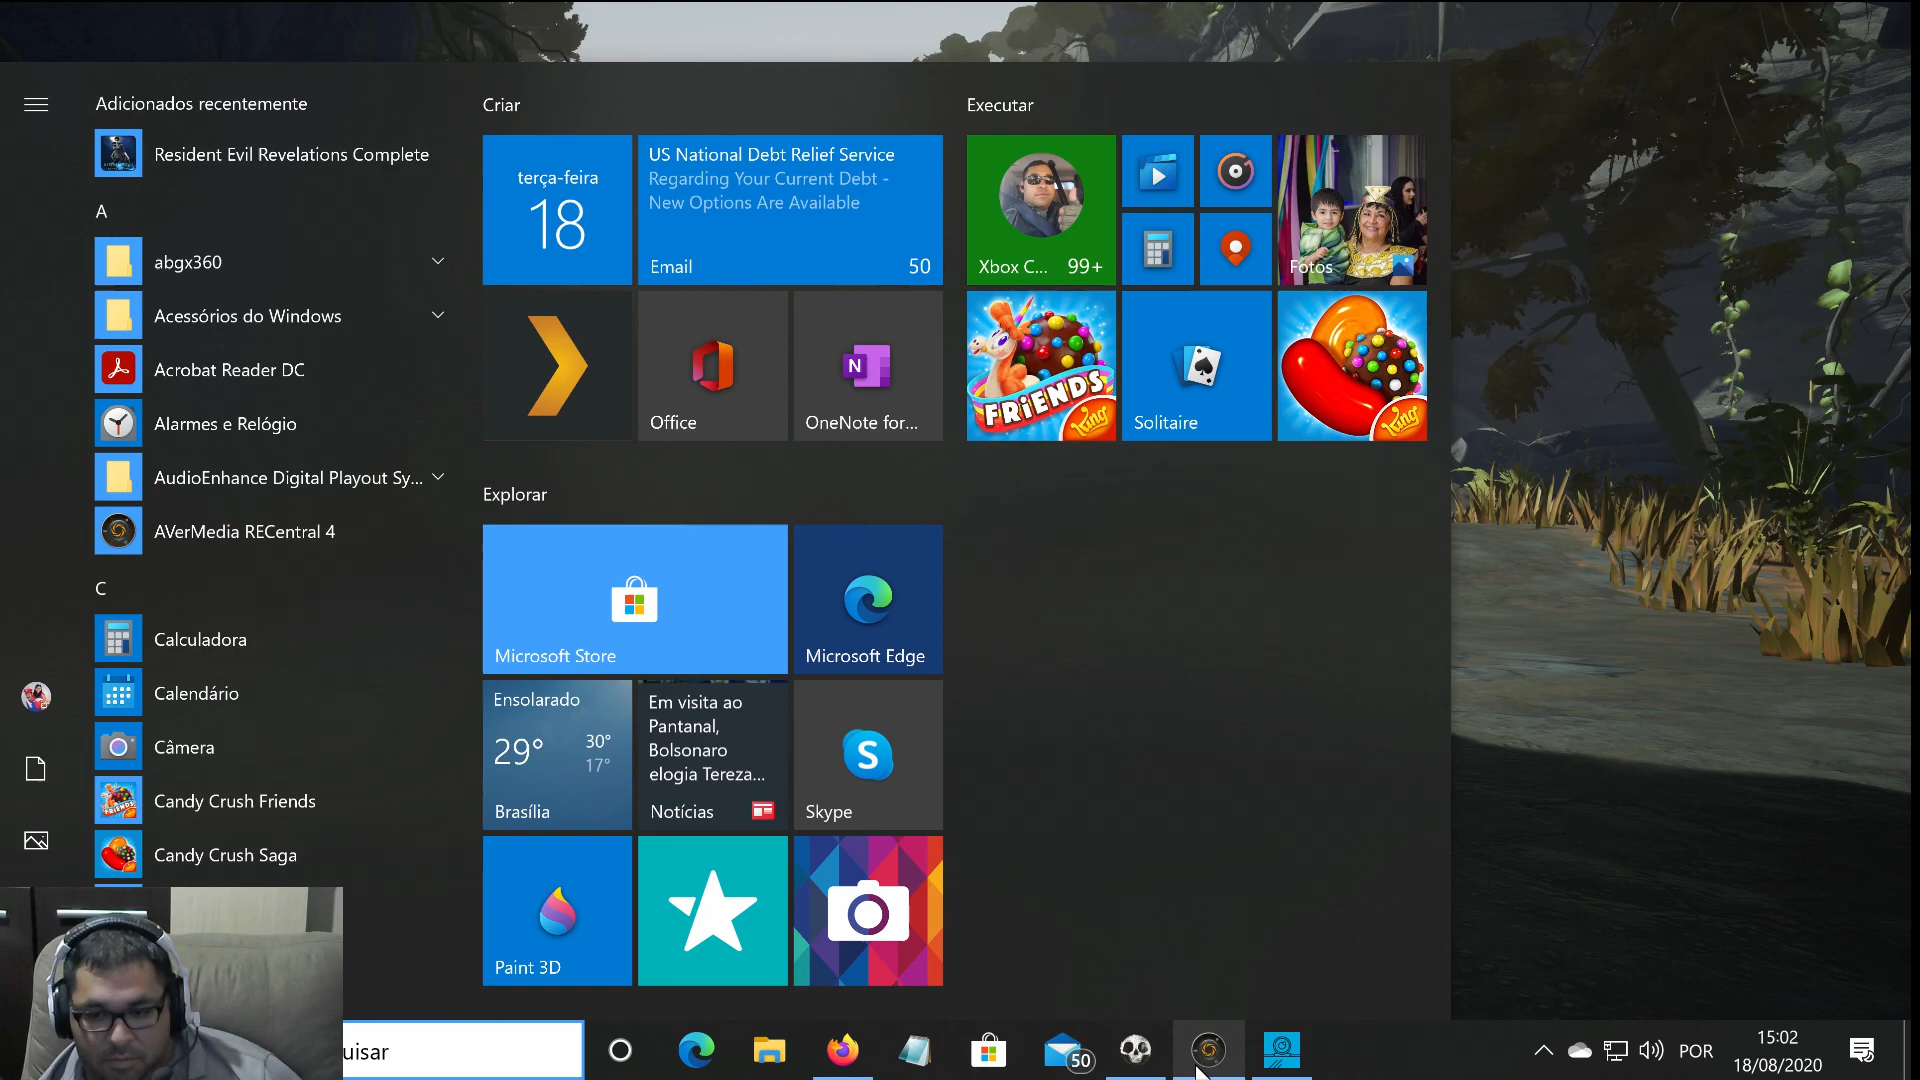 Adicionados recentemente
Resident Evil Revelations Complete
A
abgx360
Acessórios do Windows
Acrobat Reader DC
Alarmes e Relógio
AudioEnhance Digital Playout Sy...
AVerMedia RECentral 4
C
Calculadora
Calendário
Câmera
Candy Crush Friends
Candy Crush Saga
Criar
terça-feira
18
US National Debt Relief Service
Regarding Your Current Debt -
New Options Are Available
Email 50
Office
N
OneNote for...
Executar
Xbox C... 99+
Fotos
FRiENDS
King
Solitaire
King
Explorar
Microsoft Store
Microsoft Edge
Ensolarado
29° 30°
17°
Brasília
Em visita ao
Pantanal,
Bolsonaro
elogia Tereza...
Notícias
S
Skype
Paint 3D
uisar
50
POR
15:02
18/08/2020